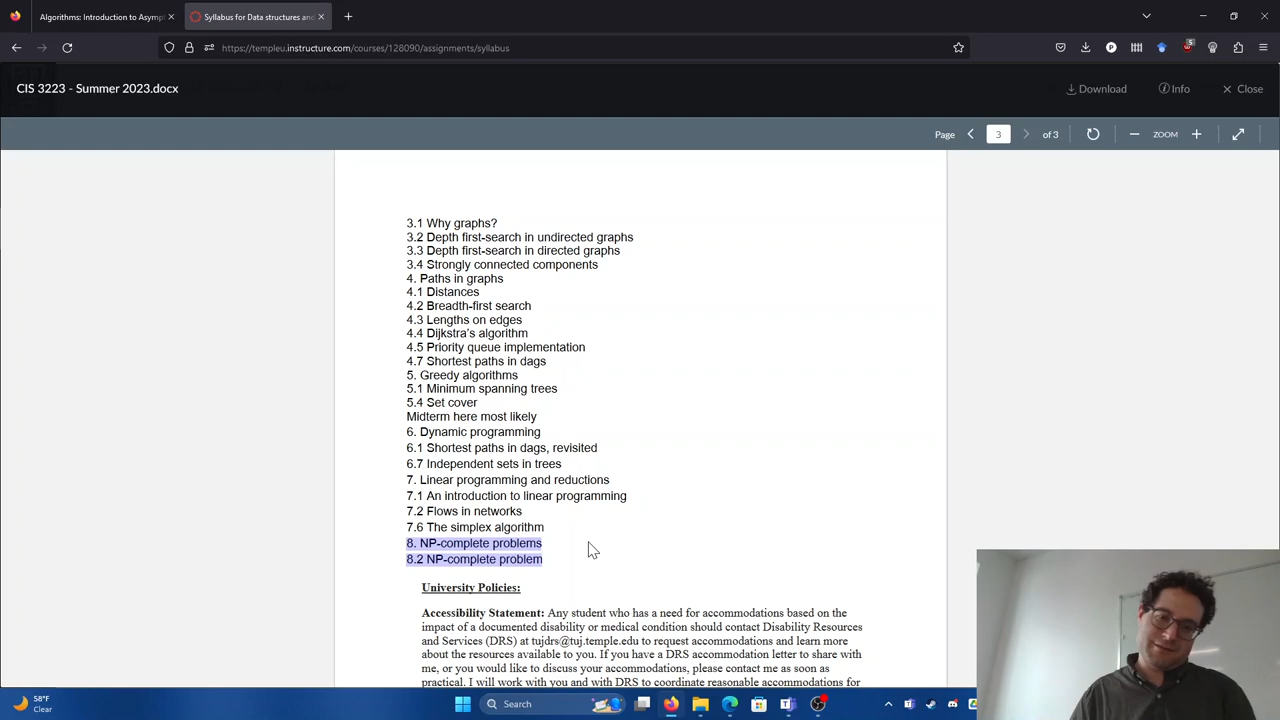 Algorithms: Introduction to Asympt
Syllabus for Data structures and
https://templeu.instructure.com/courses/128090/assignments/syllabus
5
CIS 3223 - Summer 2023.docx
Download
Info
Close
Page
3
of 3
ZOOM
3.1 Why graphs?
3.2 Depth first-search in undirected graphs
3.3 Depth first-search in directed graphs
3.4 Strongly connected components
4. Paths in graphs
4.1 Distances
4.2 Breadth-first search
4.3 Lengths on edges
4.4 Dijkstra's algorithm
4.5 Priority queue implementation
4.7 Shortest paths in dags
5. Greedy algorithms
5.1 Minimum spanning trees
5.4 Set cover
Midterm here most likely
6. Dynamic programming
6.1 Shortest paths in dags, revisited
6.7 Independent sets in trees
7. Linear programming and reductions
7.1 An introduction to linear programming
7.2 Flows in networks
7.6 The simplex algorithm
8. NP-complete problems
8.2 NP-complete problem
University Policies:
Accessibility Statement: Any student who has a need for accommodations based on the
impact of a documented disability or medical condition should contact Disability Resources
and Services (DRS) at tujdrs@tuj.temple.edu to request accommodations and learn more
about the resources available to you. If you have a DRS accommodation letter to share with
me, or you would like to discuss your accommodations, please contact me as soon as
practical. I will work with you and with DRS to coordinate reasonable accommodations for
58°F
Clear
Search